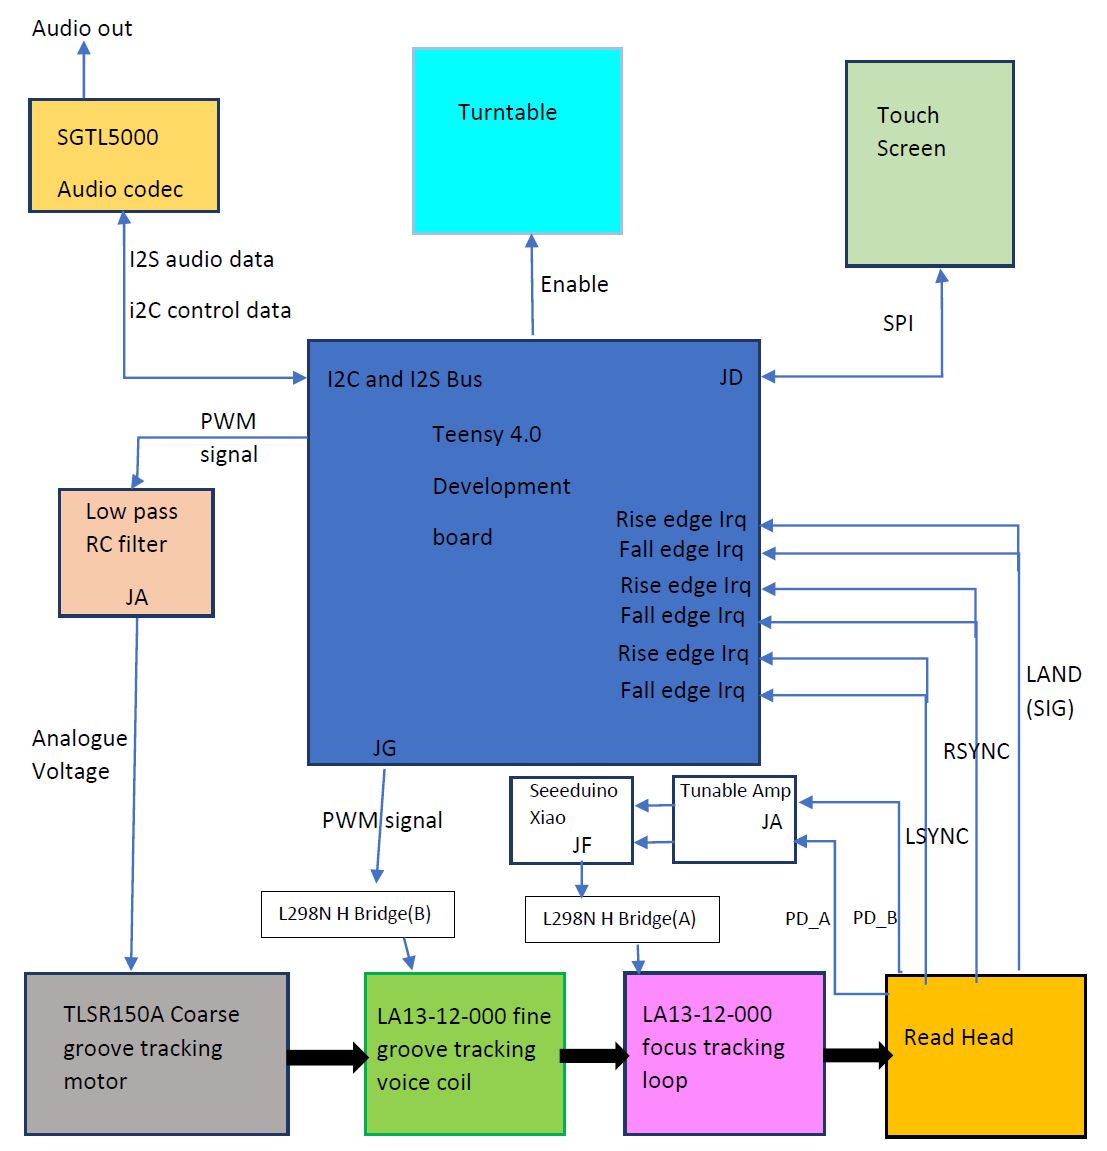 Audio out
SGTL5000
Audio codec
Turntable
Touch
Screen
I2S audio data
i2C control data
Enable
SPI
I2C and I2S Bus
JD
PWM
signal
Teensy 4.0
Development
board
Low pass
RC filter
JA
Rise edge Irq
Fall edge Irq
Rise edge Irq
Fall edge Irq
Rise edge Irq
Fall edge Irq
LAND
(SIG)
RSYNC
LSYNC
Analogue
Voltage
JG
PWM signal
Seeeduino
Xiao
JF
Tunable Amp
JA
L298N H Bridge(B)
L298N H Bridge(A)
PD_A
PD_B
TLSR150A Coarse
groove tracking
motor
LA13-12-000 fine
groove tracking
voice coil
LA13-12-000
focus tracking
loop
Read Head